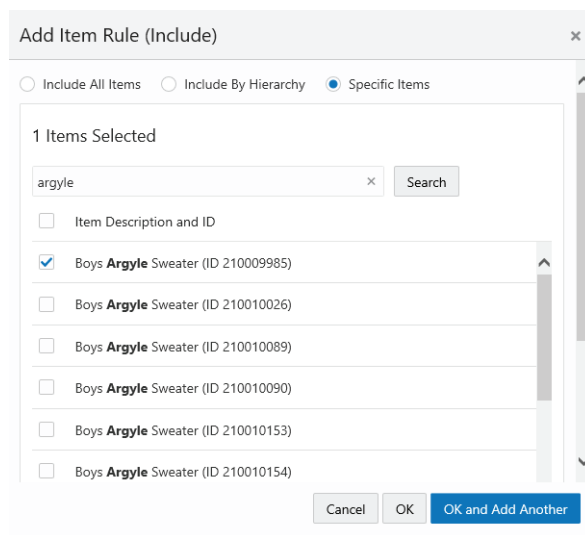 Add Item Rule (Include)
Include All Items Include By Hierarchy Specific Items
1 Items Selected
argyle × Search
Item Description and ID
Boys Argyle Sweater (ID 210009985)
Boys Argyle Sweater (ID 210010026)
Boys Argyle Sweater (ID 210010089)
Boys Argyle Sweater (ID 210010090)
Boys Argyle Sweater (ID 210010153)
Boys Argyle Sweater (ID 210010154)
Cancel OK OK and Add Another